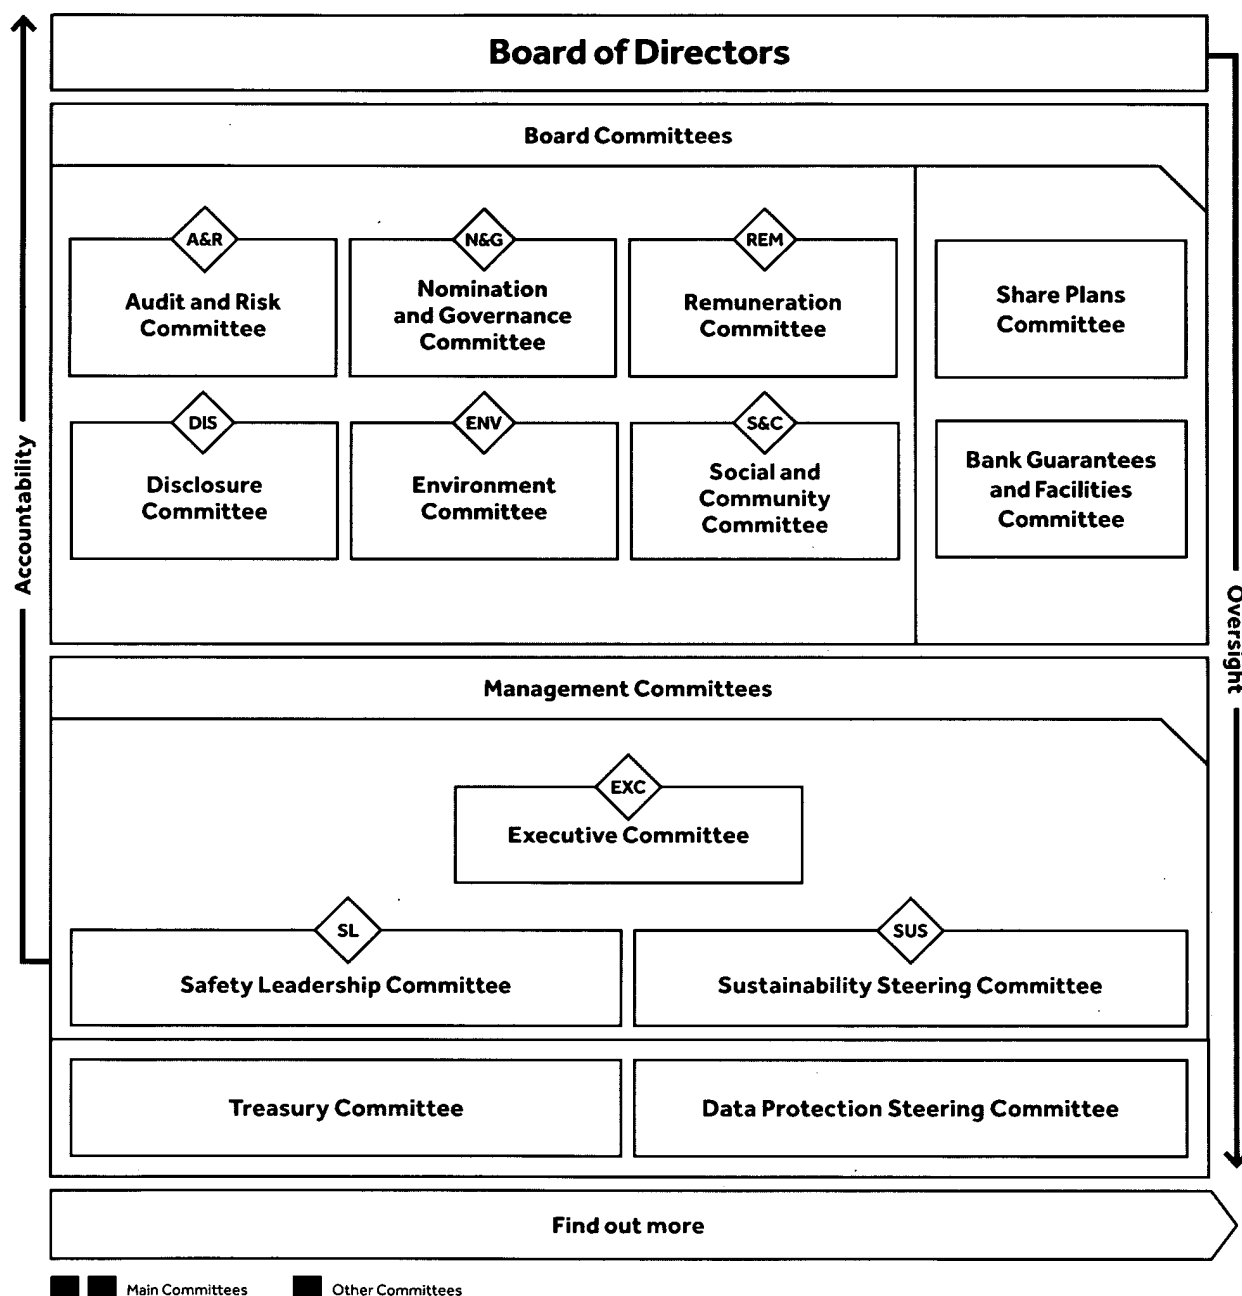 Board of Directors
Board Committees
A&R
Audit and Risk
Committee
N&G
Nomination
and Governance
Committee
REM
Remuneration
Committee
Share Plans
Committee
DIS
Disclosure
Committee
ENV
Environment
Committee
S&C
Social and
Community
Committee
Bank Guarantees
and Facilities
Committee
Accountability
Oversight
Management Committees
EXC
Executive Committee
SL
Safety Leadership Committee
SUS
Sustainability Steering Committee
Treasury Committee
Data Protection Steering Committee
Find out more
Main Committees
Other Committees